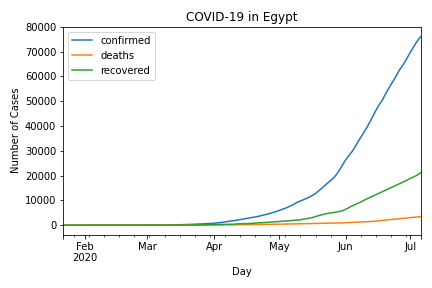 COVID-19 in Egypt
80000
70000
60000
50000
40000
30000
20000
10000
0
Number of Cases
confirmed
deaths
recovered
Feb
2020
Mar
Apr
May
Jun
Jul
Day